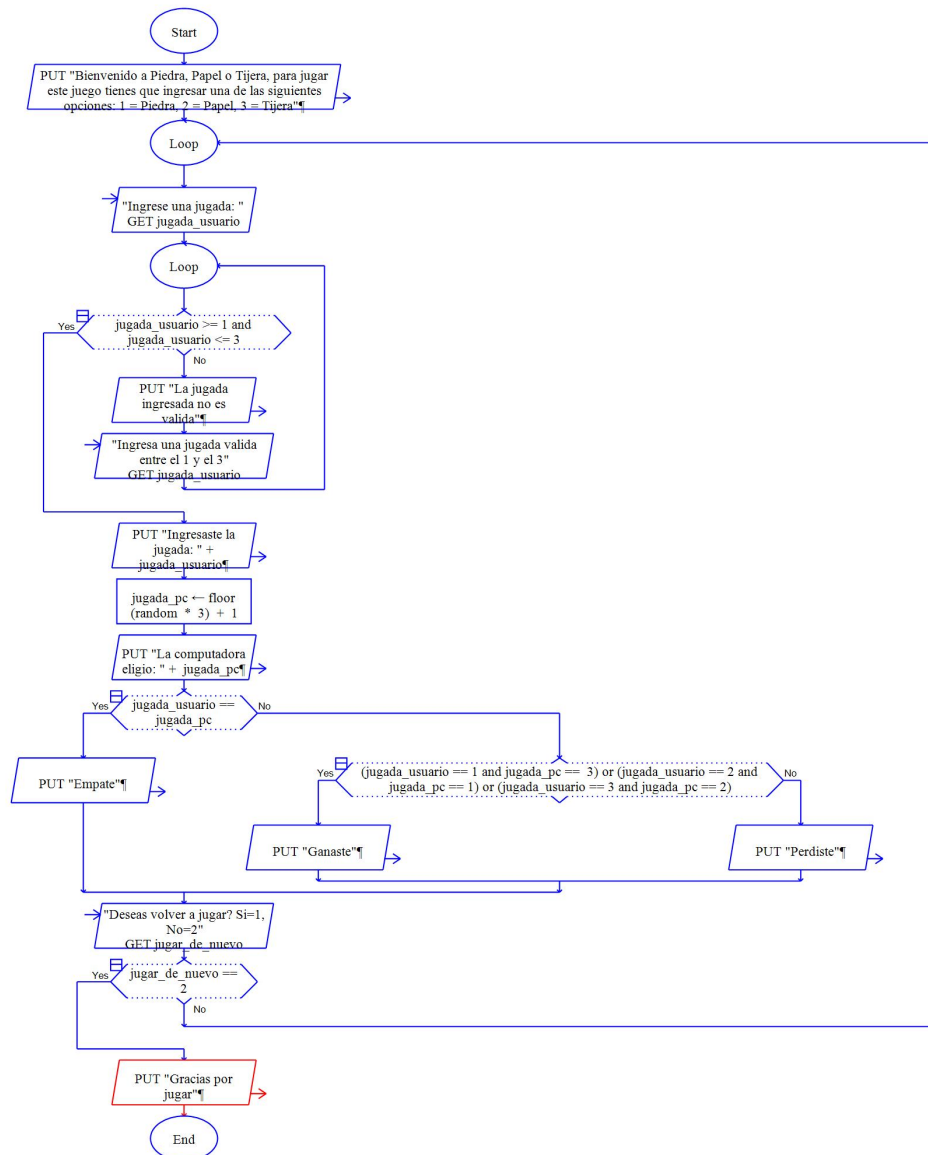 Start
PUT "Bienvenido a Piedra, Papel o Tijera, para jugar
este juego tienes que ingresar una de las siguientes
opciones: 1 = Piedra, 2 = Papel, 3 = Tijera"¶
Loop
"Ingrese una jugada: "
GET jugada_usuario
Loop
Yes
jugada_usuario >= 1 and
jugada_usuario <= 3
No
PUT "La jugada
ingresada no es
valida"¶
"Ingresa una jugada valida
entre el 1 y el 3"
GET jugada_usuario
PUT "Ingresaste la
jugada: " +
jugada_usuario¶
jugada_pc ← floor
(random * 3) + 1
PUT "La computadora
eligio: " + jugada_pc¶
Yes
jugada_usuario ==
jugada_pc
No
PUT "Empate"¶
Yes
(jugada_usuario == 1 and jugada_pc == 3) or (jugada_usuario == 2 and
jugada_pc == 1) or (jugada_usuario == 3 and jugada_pc == 2)
No
PUT "Ganaste"¶
PUT "Perdiste"¶
"Deseas volver a jugar? Si=1,
No=2"
GET jugar_de_nuevo
Yes
jugar_de_nuevo ==
2
No
PUT "Gracias por
jugar"¶
End